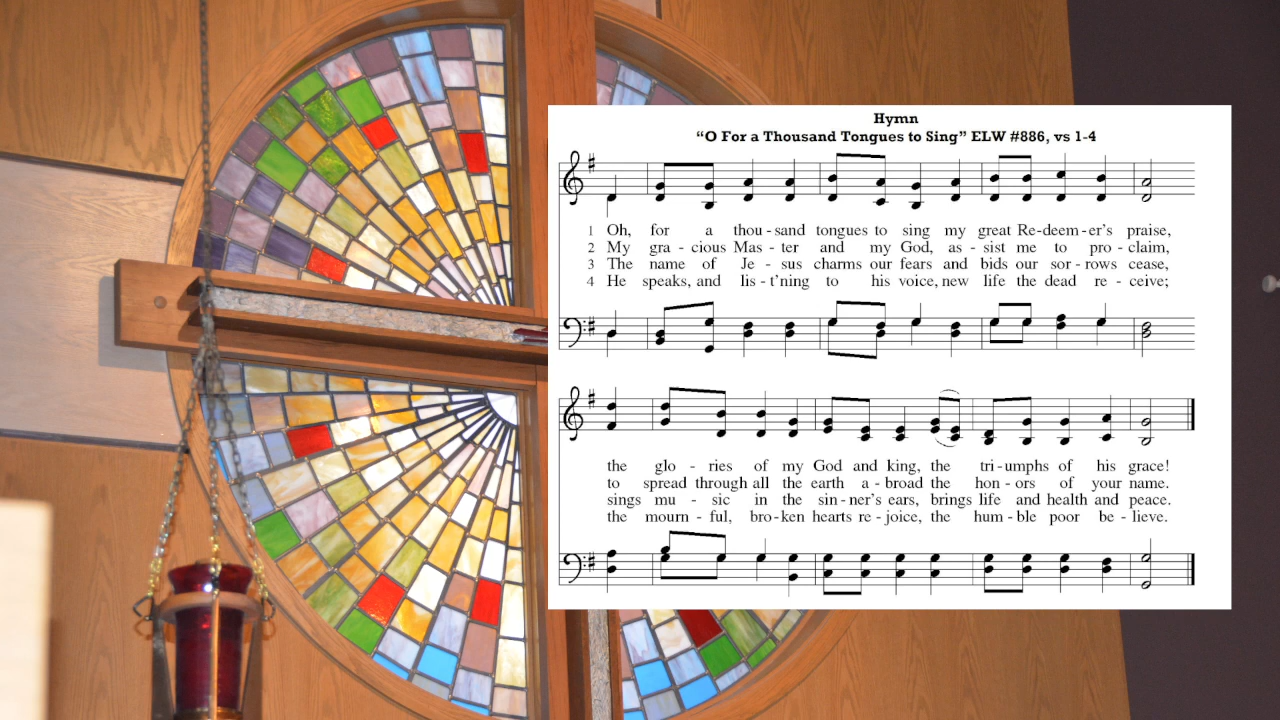 Hymn
“O For a Thousand Tongues to Sing” ELW #886, vs 1-4
1 Oh, for a thou - sand tongues to sing my great Re - deem - er’s praise,
2 My gra - cious Mas - ter and my God, as - sist me to pro - claim,
3 The name of Je - sus charms our fears and bids our sor - rows cease,
4 He speaks, and lis - t’ning to his voice, new life the dead re - ceive;
the glo - ries of my God and king, the tri - umphs of his grace!
to spread through all the earth a - broad the hon - ors of your name.
sings mu - sic in the sin - ner’s ears, brings life and health and peace.
the mourn - ful, bro - ken hearts re - joice, the hum - ble poor be - lieve.